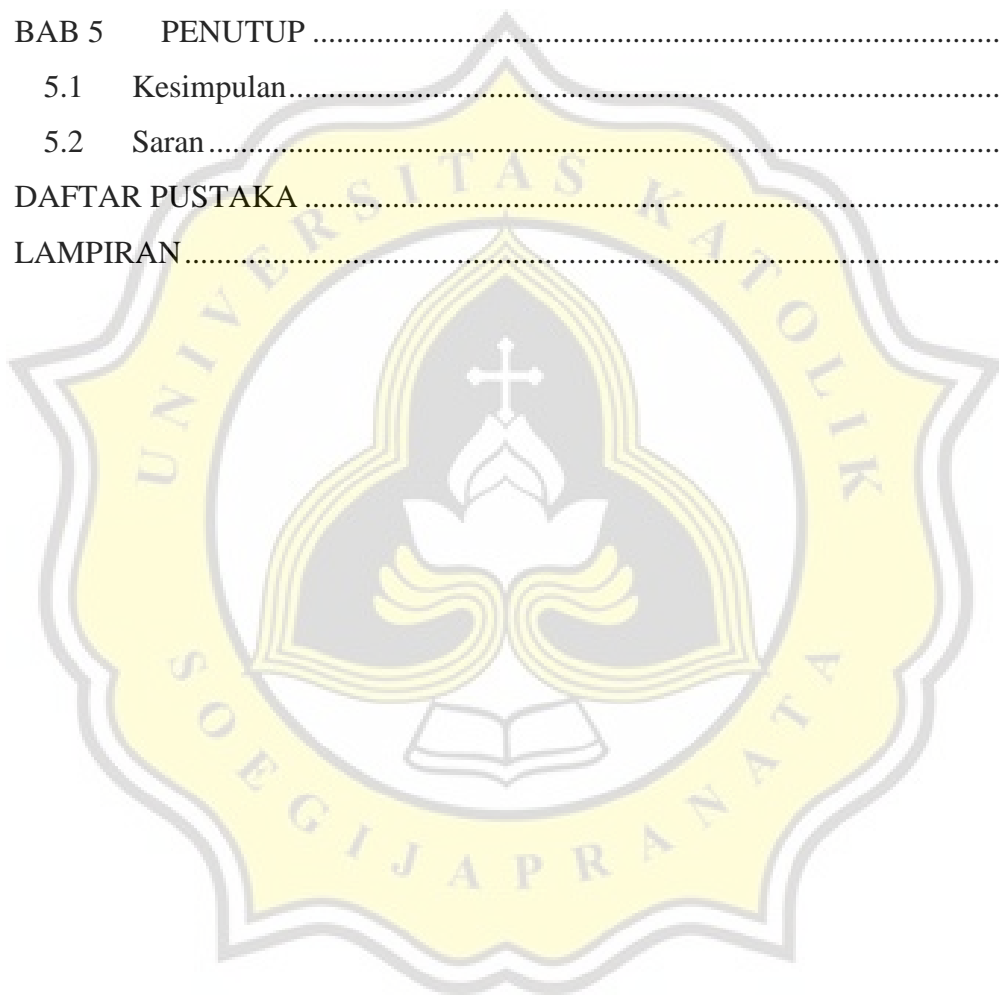 BAB 5 PENUTUP ........................................................................................
5.1 Kesimpulan...........................................................................................
5.2 Saran.....................................................................................................
DAFTAR PUSTAKA ........................................................................................
LAMPIRAN.......................................................................................................
UNIVERSITAS KATOLIK
SOEGIJAPRANATA